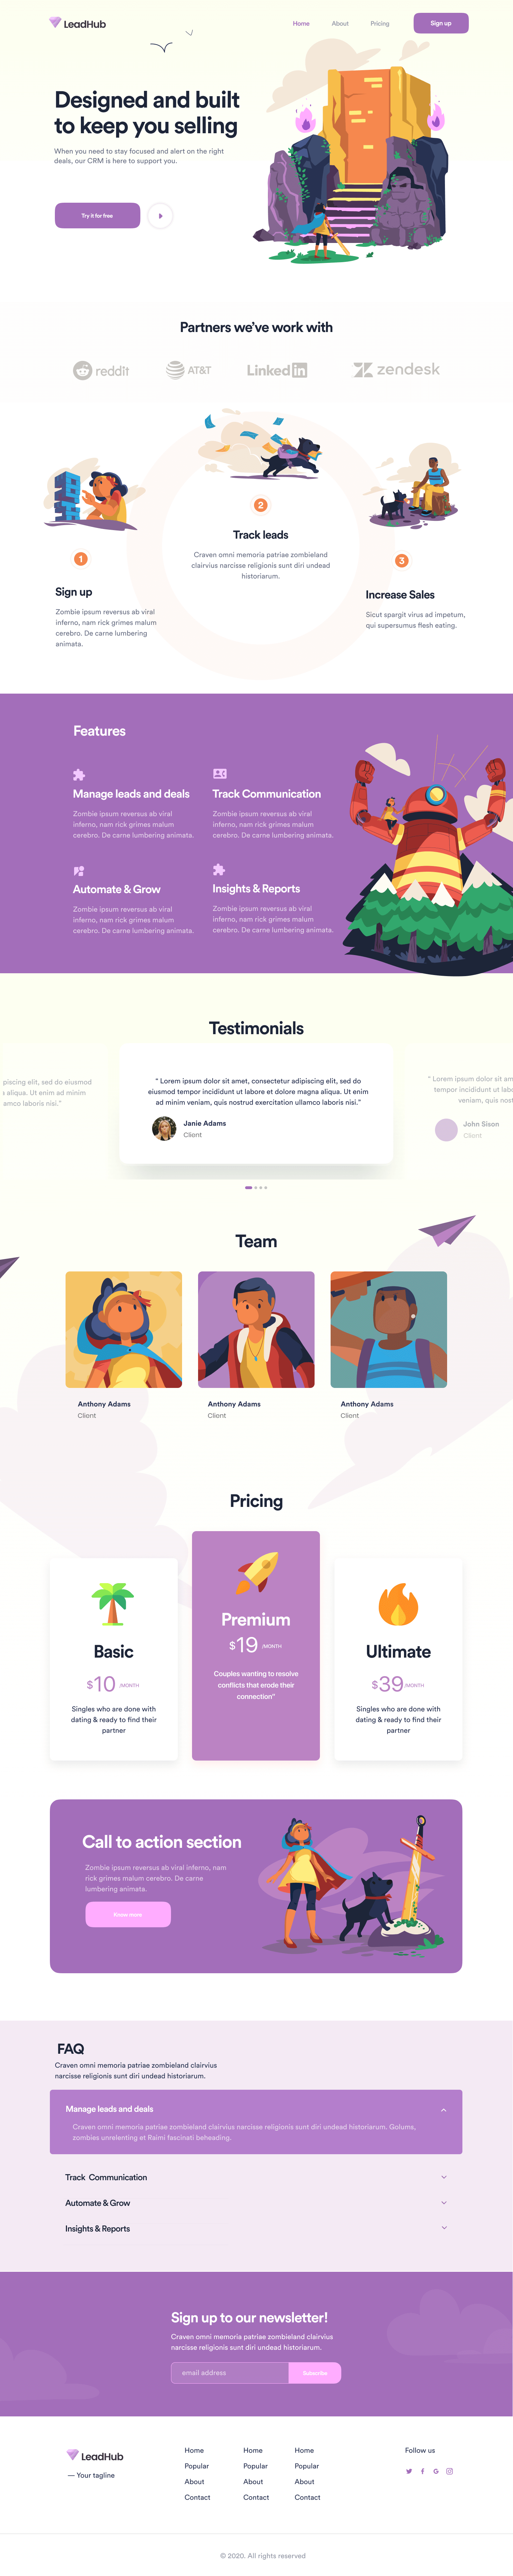 LeadHub
Home
About
Pricing
Sign up
Designed and built
to keep you selling
When you need to stay focused and alert on the right
deals, our CRM is here to support you.
Try it for free
Partners we've work with
reddit
AT&T
Linked in
zendesk
1
Sign up
Zombie ipsum reversus ab viral
inferno, nam rick grimes malum
cerebro. De carne lumbering
animata.
2
Track leads
Craven omni memoria patriae zombieland
clairvius narcisse religionis sunt diri undead
historiarum.
3
Increase Sales
Sicut spargit virus ad impetum,
qui supersumus flesh eating.
Features
Manage leads and deals
Zombie ipsum reversus ab viral
inferno, nam rick grimes malum
cerebro. De carne lumbering animata.
Track Communication
Zombie ipsum reversus ab viral
inferno, nam rick grimes malum
cerebro. De carne lumbering animata.
Automate & Grow
Zombie ipsum reversus ab viral
inferno, nam rick grimes malum
cerebro. De carne lumbering animata.
Insights & Reports
Zombie ipsum reversus ab viral
inferno, nam rick grimes malum
cerebro. De carne lumbering animata.
Testimonials
piscing elit, sed do eiusmod
s aliqua. Ut enim ad minim
amco laboris nisi."
" Lorem ipsum dolor sit amet, consectetur adipiscing elit, sed do
eiusmod tempor incididunt ut labore et dolore magna aliqua. Ut enim
ad minim veniam, quis nostrud exercitation ullamco laboris nisi."
Janie Adams
Client
" Lorem ipsum dolor sit am
tempor incididunt ut labo
veniam, quis nost
John Sison
Client
Team
Anthony Adams
Client
Anthony Adams
Client
Anthony Adams
Client
Pricing
Basic
$10 /MONTH
Singles who are done with
dating & ready to find their
partner
Premium
$19 /MONTH
Couples wanting to resolve
conflicts that erode their
connection"
Ultimate
$39 /MONTH
Singles who are done with
dating & ready to find their
partner
Call to action section
Zombie ipsum reversus ab viral inferno, nam
rick grimes malum cerebro. De carne
lumbering animata.
Know more
FAQ
Craven omni memoria patriae zombieland clairvius
narcisse religionis sunt diri undead historiarum.
Manage leads and deals
Craven omni memoria patriae zombieland clairvius narcisse religionis sunt diri undead historiarum. Golums,
zombies unrelenting et Raimi fascinati beheading.
Track Communication
Automate & Grow
Insights & Reports
Sign up to our newsletter!
Craven omni memoria patriae zombieland clairvius
narcisse religionis sunt diri undead historiarum.
email address
Subscribe
LeadHub
— Your tagline
Home
Popular
About
Contact
Home
Popular
About
Contact
Home
Popular
About
Contact
Follow us
© 2020. All rights reserved